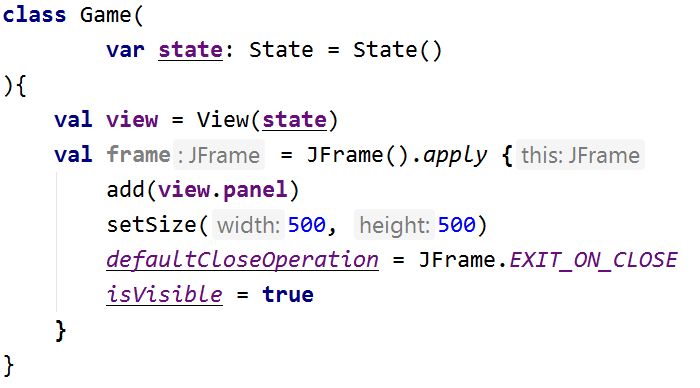 class Game(
        var state: State = State()
){
    val view = View(state)
    val frame : JFrame = JFrame().apply { this: JFrame
        add(view.panel)
        setSize( width: 500, height: 500)
        defaultCloseOperation = JFrame.EXIT_ON_CLOSE
        isVisible = true
    }
}